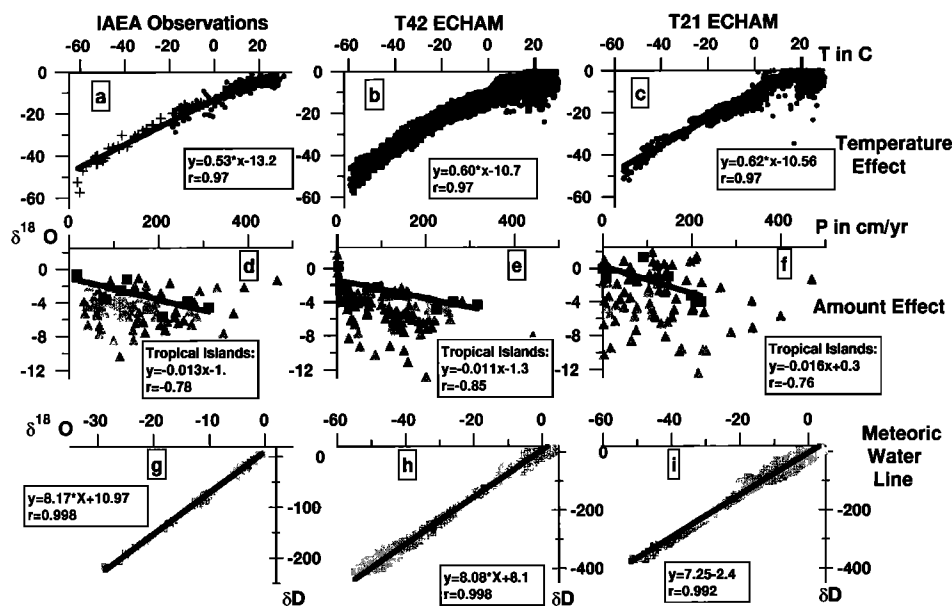 IAEA Observations T42 ECHAM T21 ECHAM
-60 -40 -20 0 20 -60 -40 -20 0 20 -60 -40 -20 0 20 T in C
0 0 0
a b c
-20 -20 -20
-40 -40 -40
y=0.53*x-13.2
r=0.97
y=0.60*x-10.7
r=0.97
y=0.62*x-10.56
r=0.97
Temperature
Effect
-60 -60 -60
δ18 O
0 200 400 0 200 400 0 200 400 P in cm/yr
d e f
0 0 0
-4 -4 -4
Amount Effect
-8 -8 -8
-12 -12 -12
Tropical Islands:
y=-0.013x-1.
r=-0.78
Tropical Islands:
y=-0.011x-1.3
r=-0.85
Tropical Islands:
y=-0.016x+0.3
r=-0.76
δ18 O
-30 -20 -10 0 -60 -40 -20 0 -60 -40 -20 0
g h i
Meteoric
Water
Line
0 0 0
-100 -200 -200
-200 -400 -400
y=8.17*X+10.97
r=0.998
y=8.08*X+8.1
r=0.998
y=7.25-2.4
r=0.992
δD δD δD